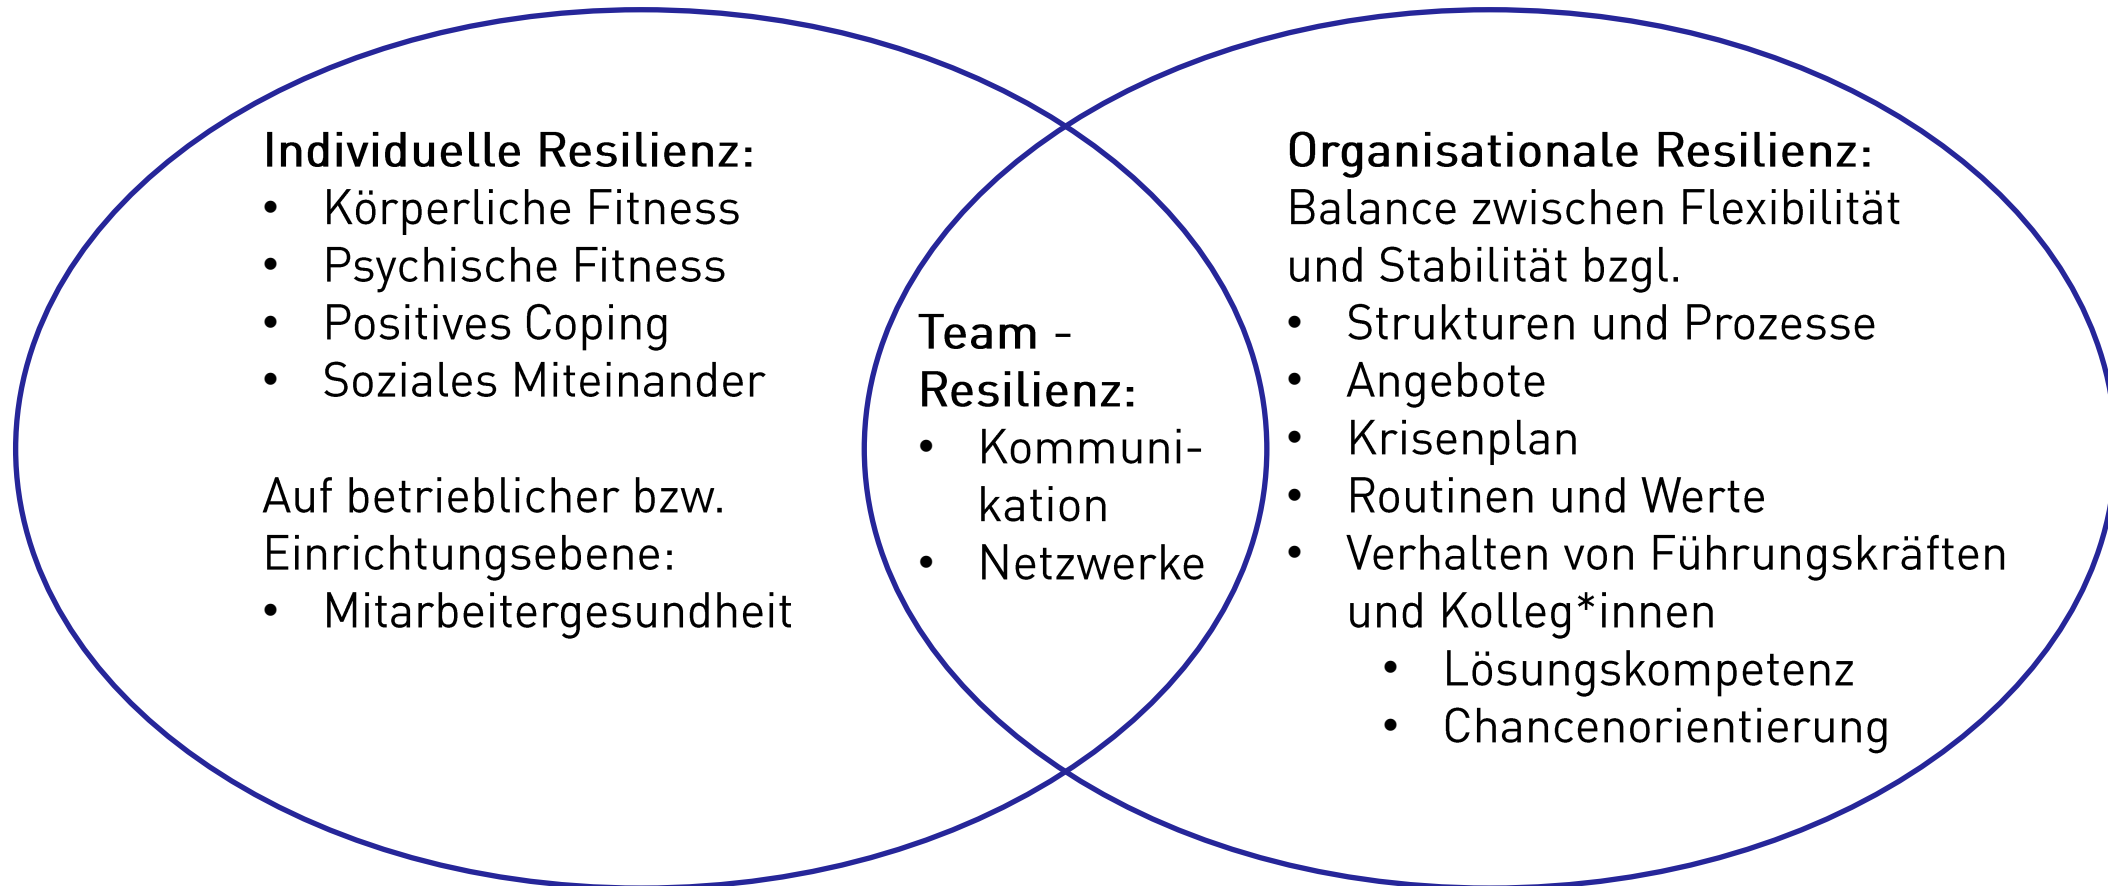 Individuelle Resilienz:
• Körperliche Fitness
• Psychische Fitness
• Positives Coping
• Soziales Miteinander
Auf betrieblicher bzw.
Einrichtungsebene:
• Mitarbeitergesundheit
Team -
Resilienz:
• Kommuni-
kation
• Netzwerke
Organisationale Resilienz:
Balance zwischen Flexibilität
und Stabilität bzgl.
• Strukturen und Prozesse
• Angebote
• Krisenplan
• Routinen und Werte
• Verhalten von Führungskräften
und Kolleg*innen
• Lösungskompetenz
• Chancenorientierung